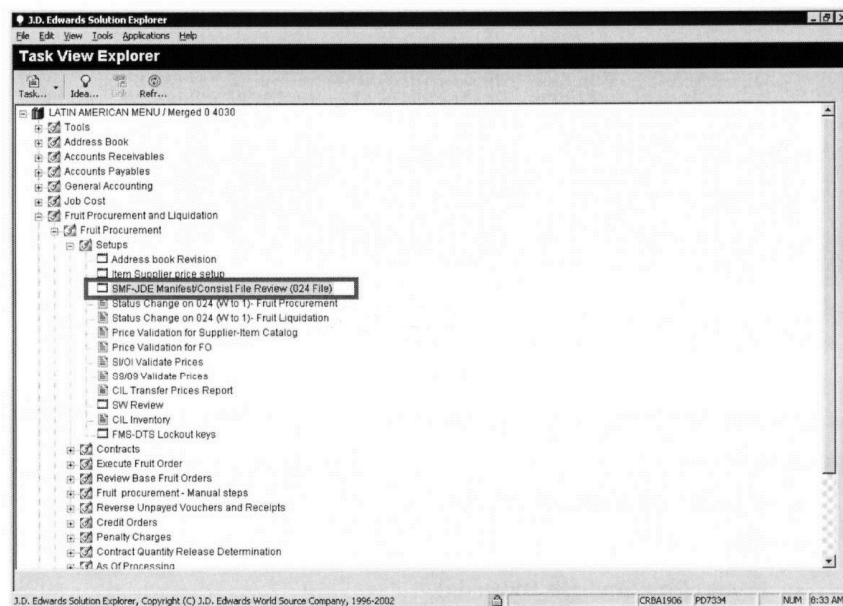 J.D. Edwards Solution Explorer
File Edit View Tools Applications Help
Task View Explorer
Task... Idea... Link Refr...
LATIN AMERICAN MENU / Merged 0 4030
Tools
Address Book
Accounts Receivables
Accounts Payables
General Accounting
Job Cost
Fruit Procurement and Liquidation
Fruit Procurement
Setups
Address book Revision
Item Supplier price setup
SMF-JDE Manifest/Consist File Review (024 File)
Status Change on 024 (W to 1)- Fruit Procurement
Status Change on 024 (W to 1)- Fruit Liquidation
Price Validation for Supplier-Item Catalog
Price Validation for FO
SI/OI Validate Prices
S9/09 Validate Prices
CIL Transfer Prices Report
SW Review
CIL Inventory
FMS-DTS Lockout keys
Contracts
Execute Fruit Order
Review Base Fruit Orders
Fruit procurement - Manual steps
Reverse Unpayed Vouchers and Receipts
Credit Orders
Penalty Charges
Contract Quantity Release Determination
As Of Processing
J.D. Edwards Solution Explorer, Copyright (C) J.D. Edwards World Source Company, 1996-2002 CRBA1906 PD7334 NUM 8:33 AM